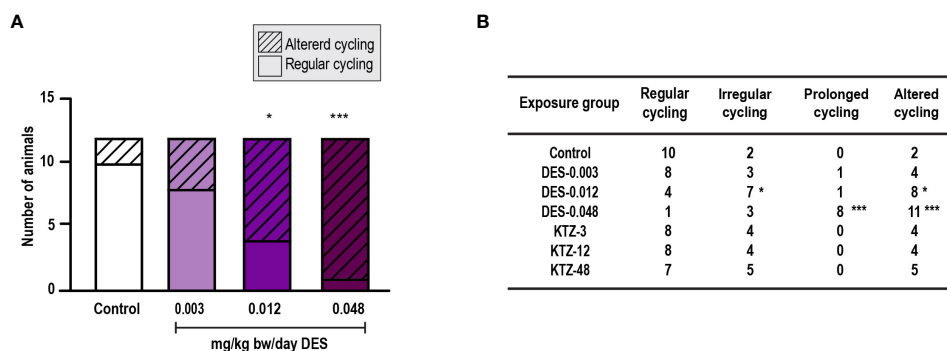 A
Altererd cycling
Regular cycling
Number of animals
15
10
5
0
* ***
Control 0.003 0.012 0.048
mg/kg bw/day DES
B
Exposure group Regular cycling Irregular cycling Prolonged cycling Altered cycling
Control 10 2 0 2
DES-0.003 8 3 1 4
DES-0.012 4 7 * 1 8 *
DES-0.048 1 3 8 *** 11 ***
KTZ-3 8 4 0 4
KTZ-12 8 4 0 4
KTZ-48 7 5 0 5